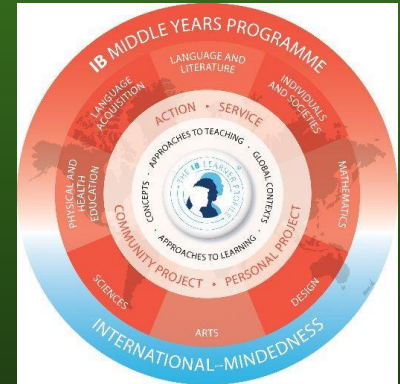 IB MIDDLE YEARS PROGRAMME
LANGUAGE AND
LITERATURE
LANGUAGE
ACQUISITION
INDIVIDUALS
AND SOCIETIES
PHYSICAL AND
HEALTH
EDUCATION
MATHEMATICS
SCIENCES
DESIGN
ARTS
ACTION • SERVICE
COMMUNITY PROJECT • PERSONAL PROJECT
APPROACHES TO TEACHING
CONCEPTS
GLOBAL CONTEXTS
APPROACHES TO LEARNING
THE IB LEARNER PROFILE
INTERNATIONAL-MINDEDNESS